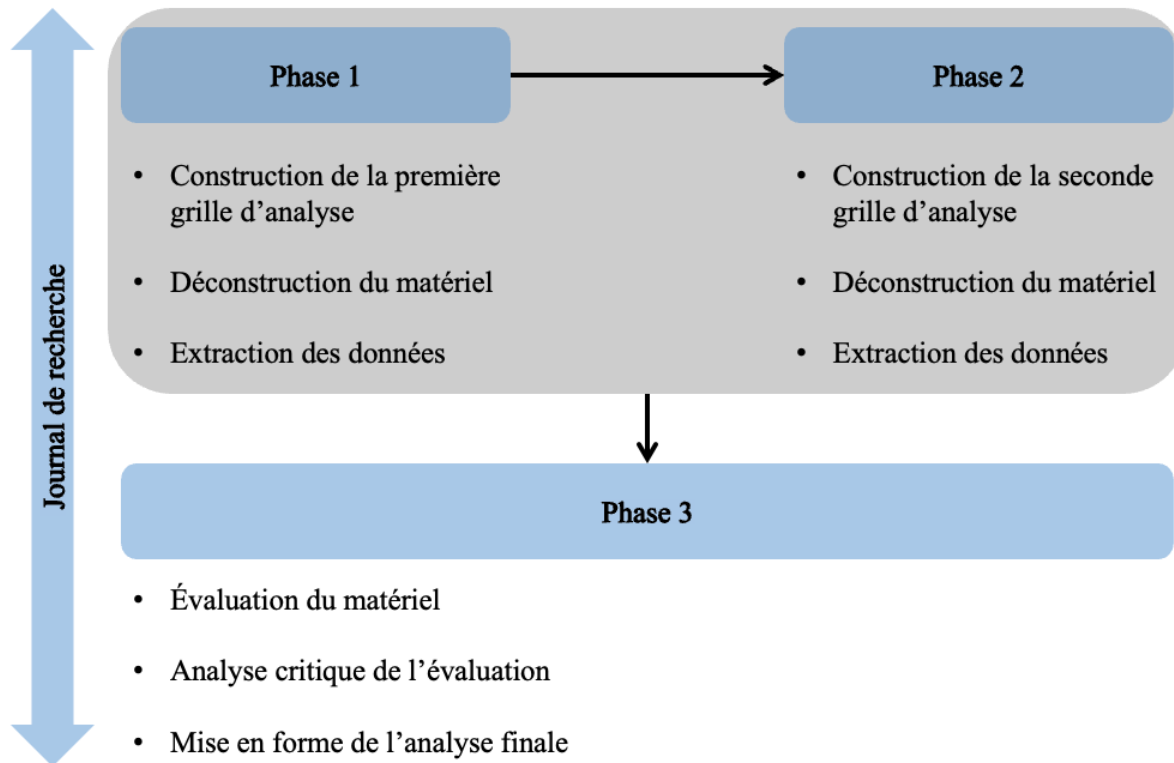 Journal de recherche
Phase 1
• Construction de la première
grille d’analyse
• Déconstruction du matériel
• Extraction des données
Phase 2
• Construction de la seconde
grille d’analyse
• Déconstruction du matériel
• Extraction des données
Phase 3
• Évaluation du matériel
• Analyse critique de l’évaluation
• Mise en forme de l’analyse finale